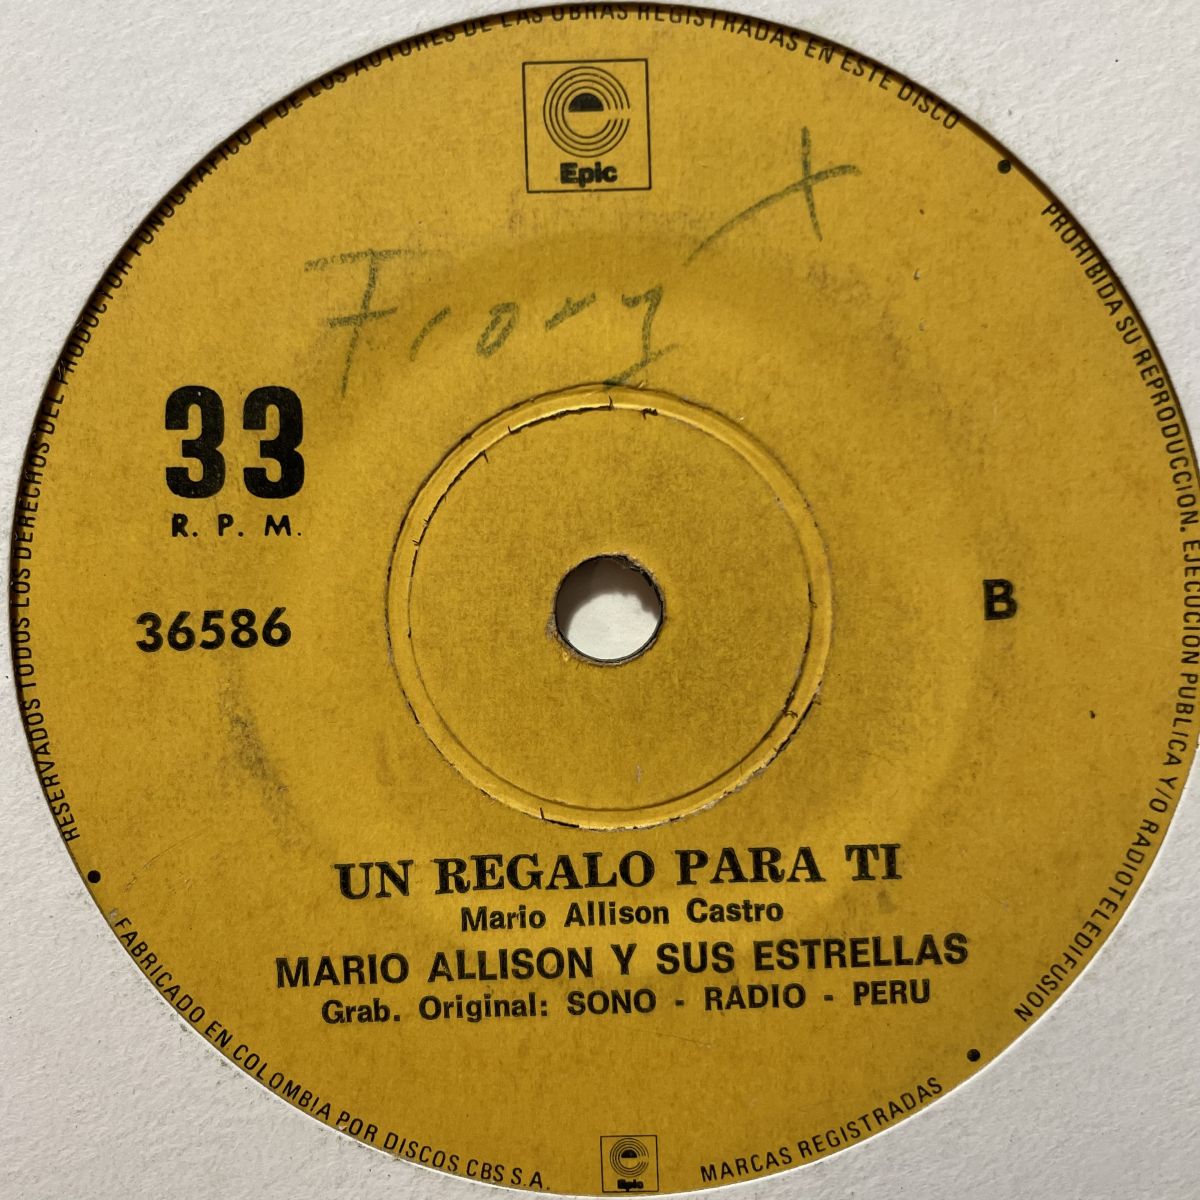 RESERVADOS TODOS LOS DERECHOS DEL PRODUCTOR FONOGRAFICO Y DE LOS AUTORES DE LAS OBRAS REGISTRADAS EN ESTE DISCO
PROHIBIDA SU REPRODUCCION. EJECUCION PUBLICA Y/O RADIOTELEDIFUSION
Epic
33
R. P. M.
36586
B
UN REGALO PARA TI
Mario Allison Castro
MARIO ALLISON Y SUS ESTRELLAS
Grab. Original: SONO - RADIO - PERU
FABRICADO EN COLOMBIA POR DISCOS CBS S.A.
Epic
MARCAS REGISTRADAS